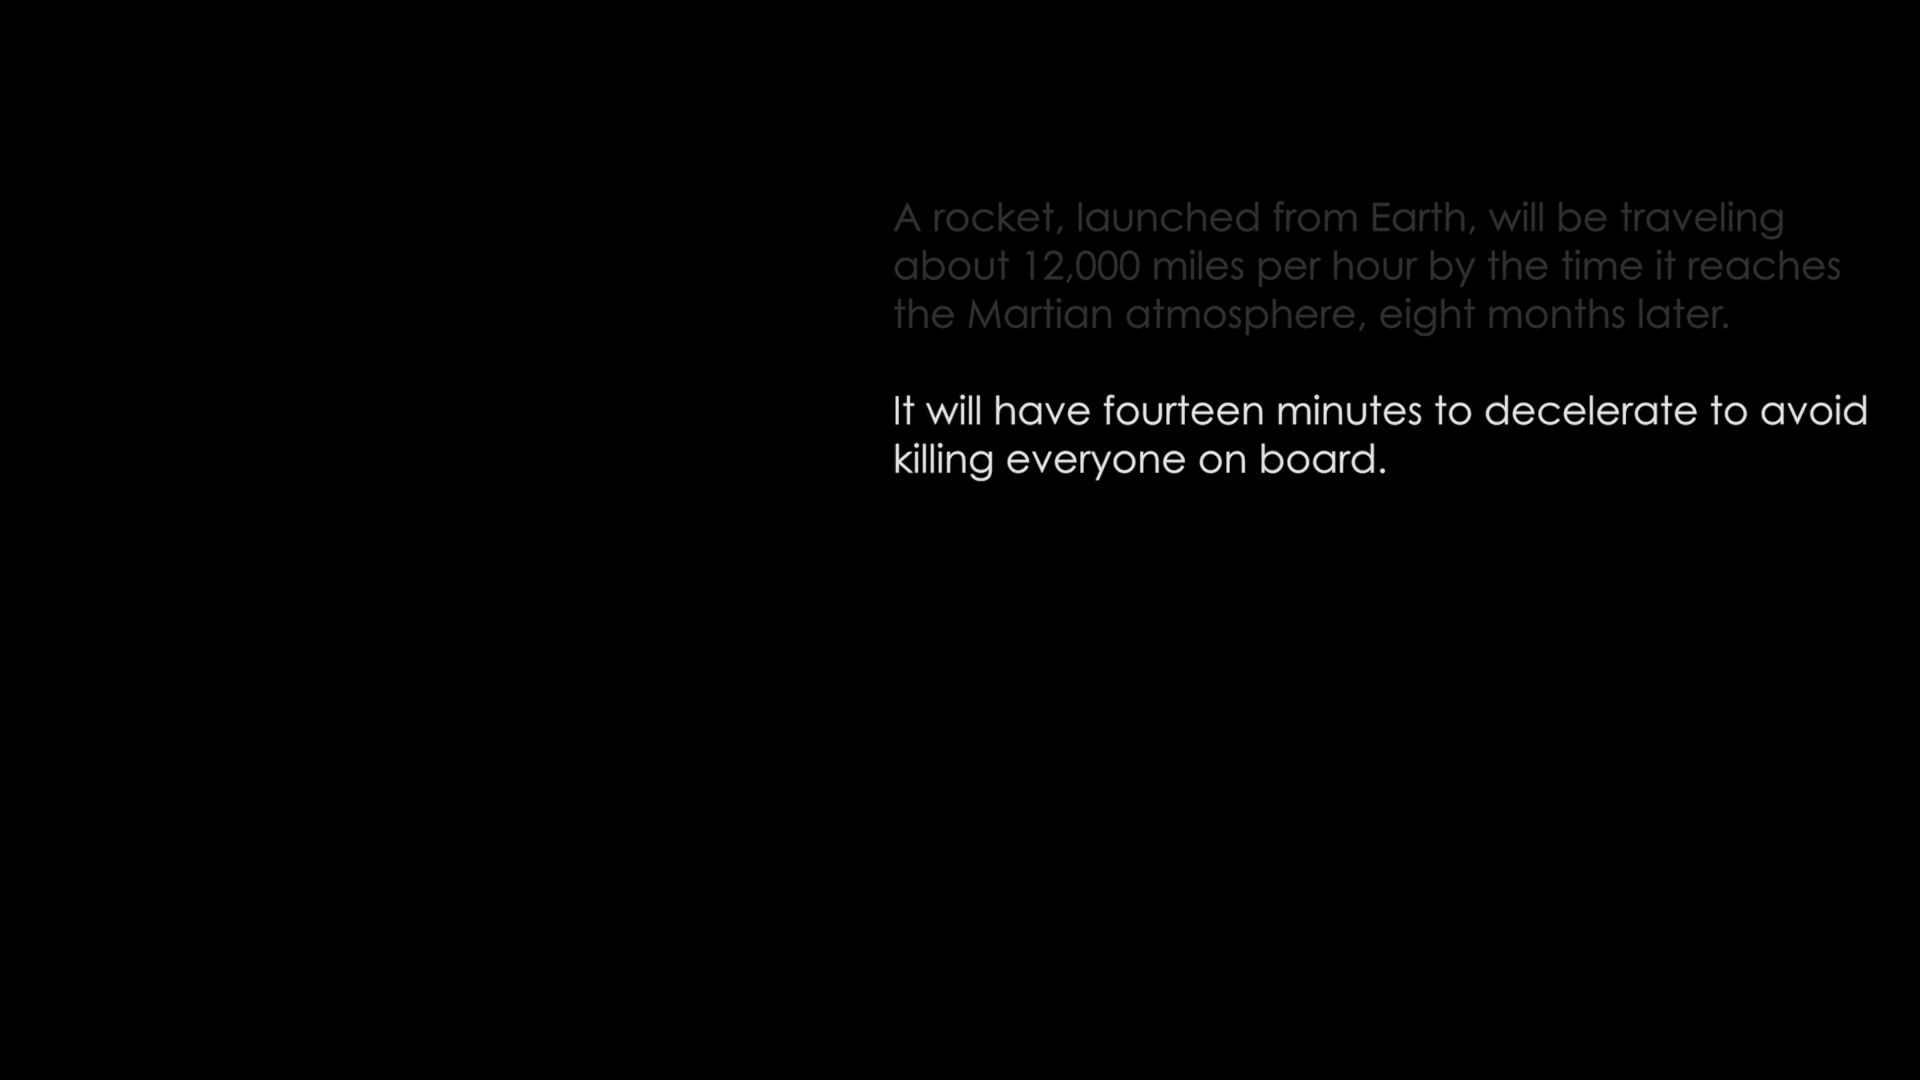 A rocket, launched from Earth, will be traveling
about 12,000 miles per hour by the time it reaches
the Martian atmosphere, eight months later.
It will have fourteen minutes to decelerate to avoid
killing everyone on board.